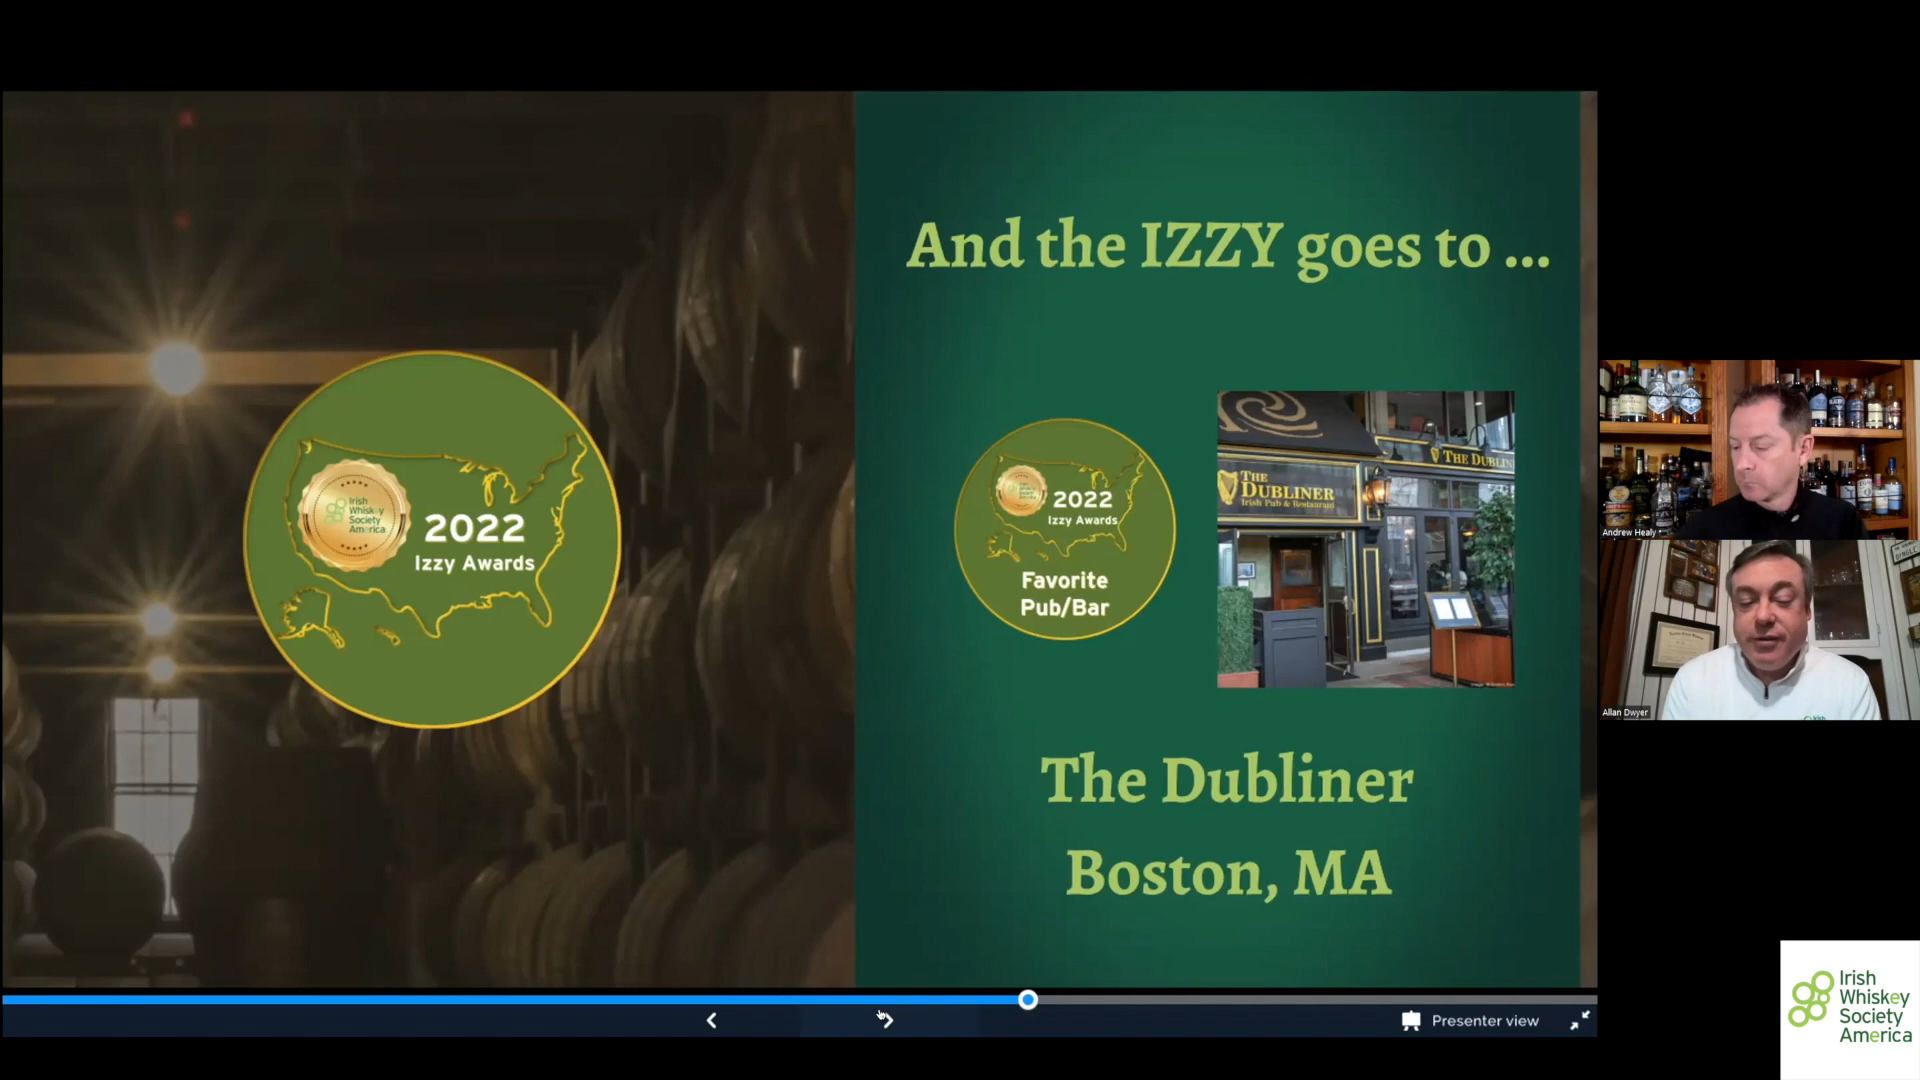 And the IZZY goes to ...
Irish
Whiskey
Society
America
2022
Izzy Awards
2022
Izzy Awards
Favorite
Pub/Bar
THE
DUBLINER
Irish Pub & Restaurant
THE DUBLIN
The Dubliner
Boston, MA
Andrew Healy
Allan Dwyer
DINGLE
Irish
Presenter view
Irish
Whiskey
Society
America